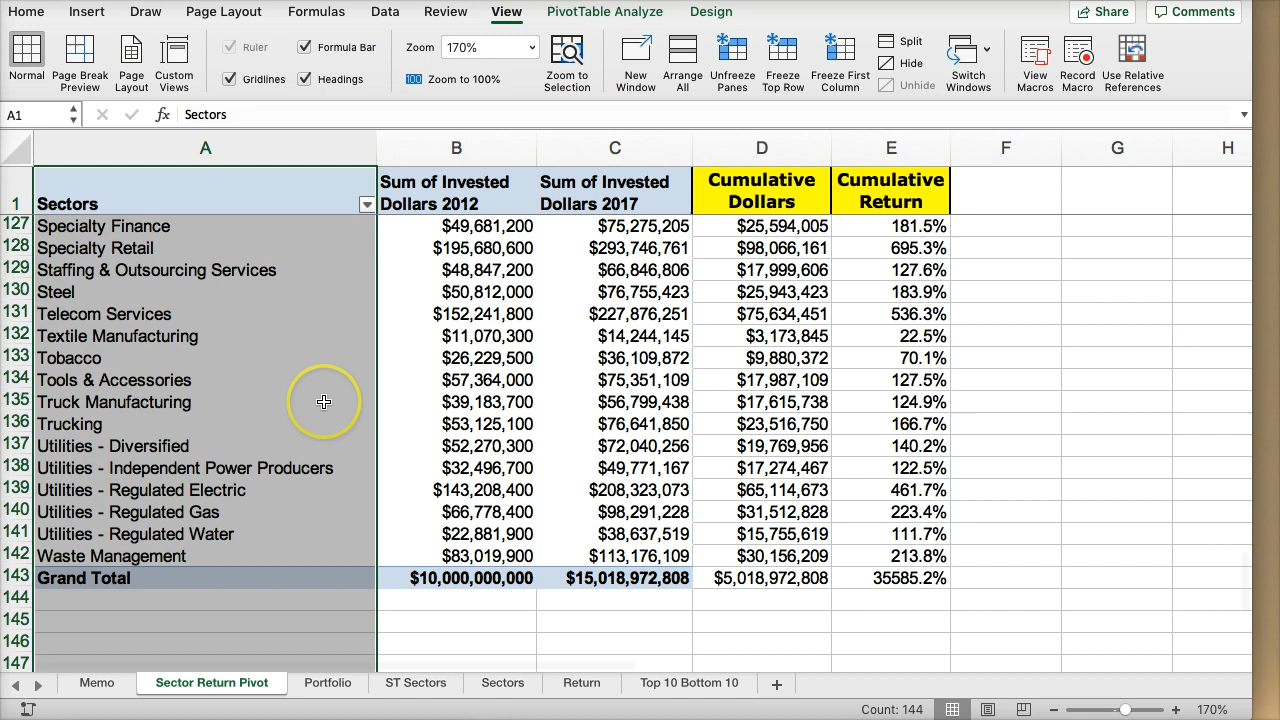 Home Insert Draw Page Layout Formulas Data Review View PivotTable Analyze Design Share Comments
Normal Page Break Preview Page Layout Custom Views Ruler Formula Bar Gridlines Headings Zoom 170% 100 Zoom to 100% Zoom to Selection New Window Arrange All Unfreeze Panes Freeze Top Row Freeze First Column Split Hide Unhide Switch Windows View Macros Record Macro Use Relative References
A1 fx Sectors
A B C D E F G H
1 Sectors Sum of Invested Dollars 2012 Sum of Invested Dollars 2017 Cumulative Dollars Cumulative Return
127 Specialty Finance $49,681,200 $75,275,205 $25,594,005 181.5%
128 Specialty Retail $195,680,600 $293,746,761 $98,066,161 695.3%
129 Staffing & Outsourcing Services $48,847,200 $66,846,806 $17,999,606 127.6%
130 Steel $50,812,000 $76,755,423 $25,943,423 183.9%
131 Telecom Services $152,241,800 $227,876,251 $75,634,451 536.3%
132 Textile Manufacturing $11,070,300 $14,244,145 $3,173,845 22.5%
133 Tobacco $26,229,500 $36,109,872 $9,880,372 70.1%
134 Tools & Accessories $57,364,000 $75,351,109 $17,987,109 127.5%
135 Truck Manufacturing $39,183,700 $56,799,438 $17,615,738 124.9%
136 Trucking $53,125,100 $76,641,850 $23,516,750 166.7%
137 Utilities - Diversified $52,270,300 $72,040,256 $19,769,956 140.2%
138 Utilities - Independent Power Producers $32,496,700 $49,771,167 $17,274,467 122.5%
139 Utilities - Regulated Electric $143,208,400 $208,323,073 $65,114,673 461.7%
140 Utilities - Regulated Gas $66,778,400 $98,291,228 $31,512,828 223.4%
141 Utilities - Regulated Water $22,881,900 $38,637,519 $15,755,619 111.7%
142 Waste Management $83,019,900 $113,176,109 $30,156,209 213.8%
143 Grand Total $10,000,000,000 $15,018,972,808 $5,018,972,808 35585.2%
144
145
146
147
Memo Sector Return Pivot Portfolio ST Sectors Sectors Return Top 10 Bottom 10
Count: 144 170%